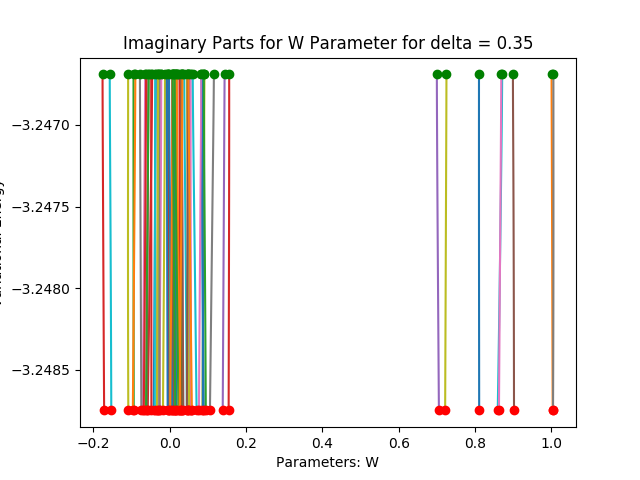 Imaginary Parts for W Parameter for delta = 0.35
−3.2470
−3.2475
−3.2480
−3.2485
−0.2 0.0 0.2 0.4 0.6 0.8 1.0
Parameters: W